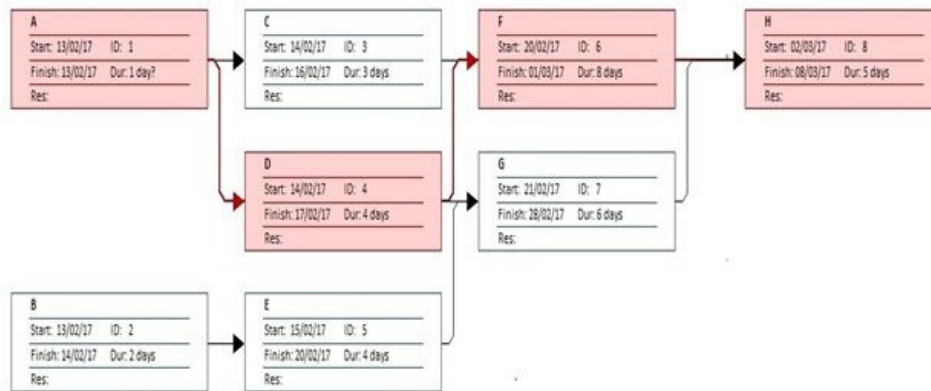 A
Start: 13/02/17 ID: 1
Finish: 13/02/17 Dur: 1 day?
Res:
C
Start: 14/02/17 ID: 3
Finish: 16/02/17 Dur: 3 days
Res:
F
Start: 20/02/17 ID: 6
Finish: 01/03/17 Dur: 8 days
Res:
H
Start: 02/03/17 ID: 8
Finish: 08/03/17 Dur: 5 days
Res:
D
Start: 14/02/17 ID: 4
Finish: 17/02/17 Dur: 4 days
Res:
G
Start: 21/02/17 ID: 7
Finish: 28/02/17 Dur: 6 days
Res:
B
Start: 13/02/17 ID: 2
Finish: 14/02/17 Dur: 2 days
Res:
E
Start: 15/02/17 ID: 5
Finish: 20/02/17 Dur: 4 days
Res: